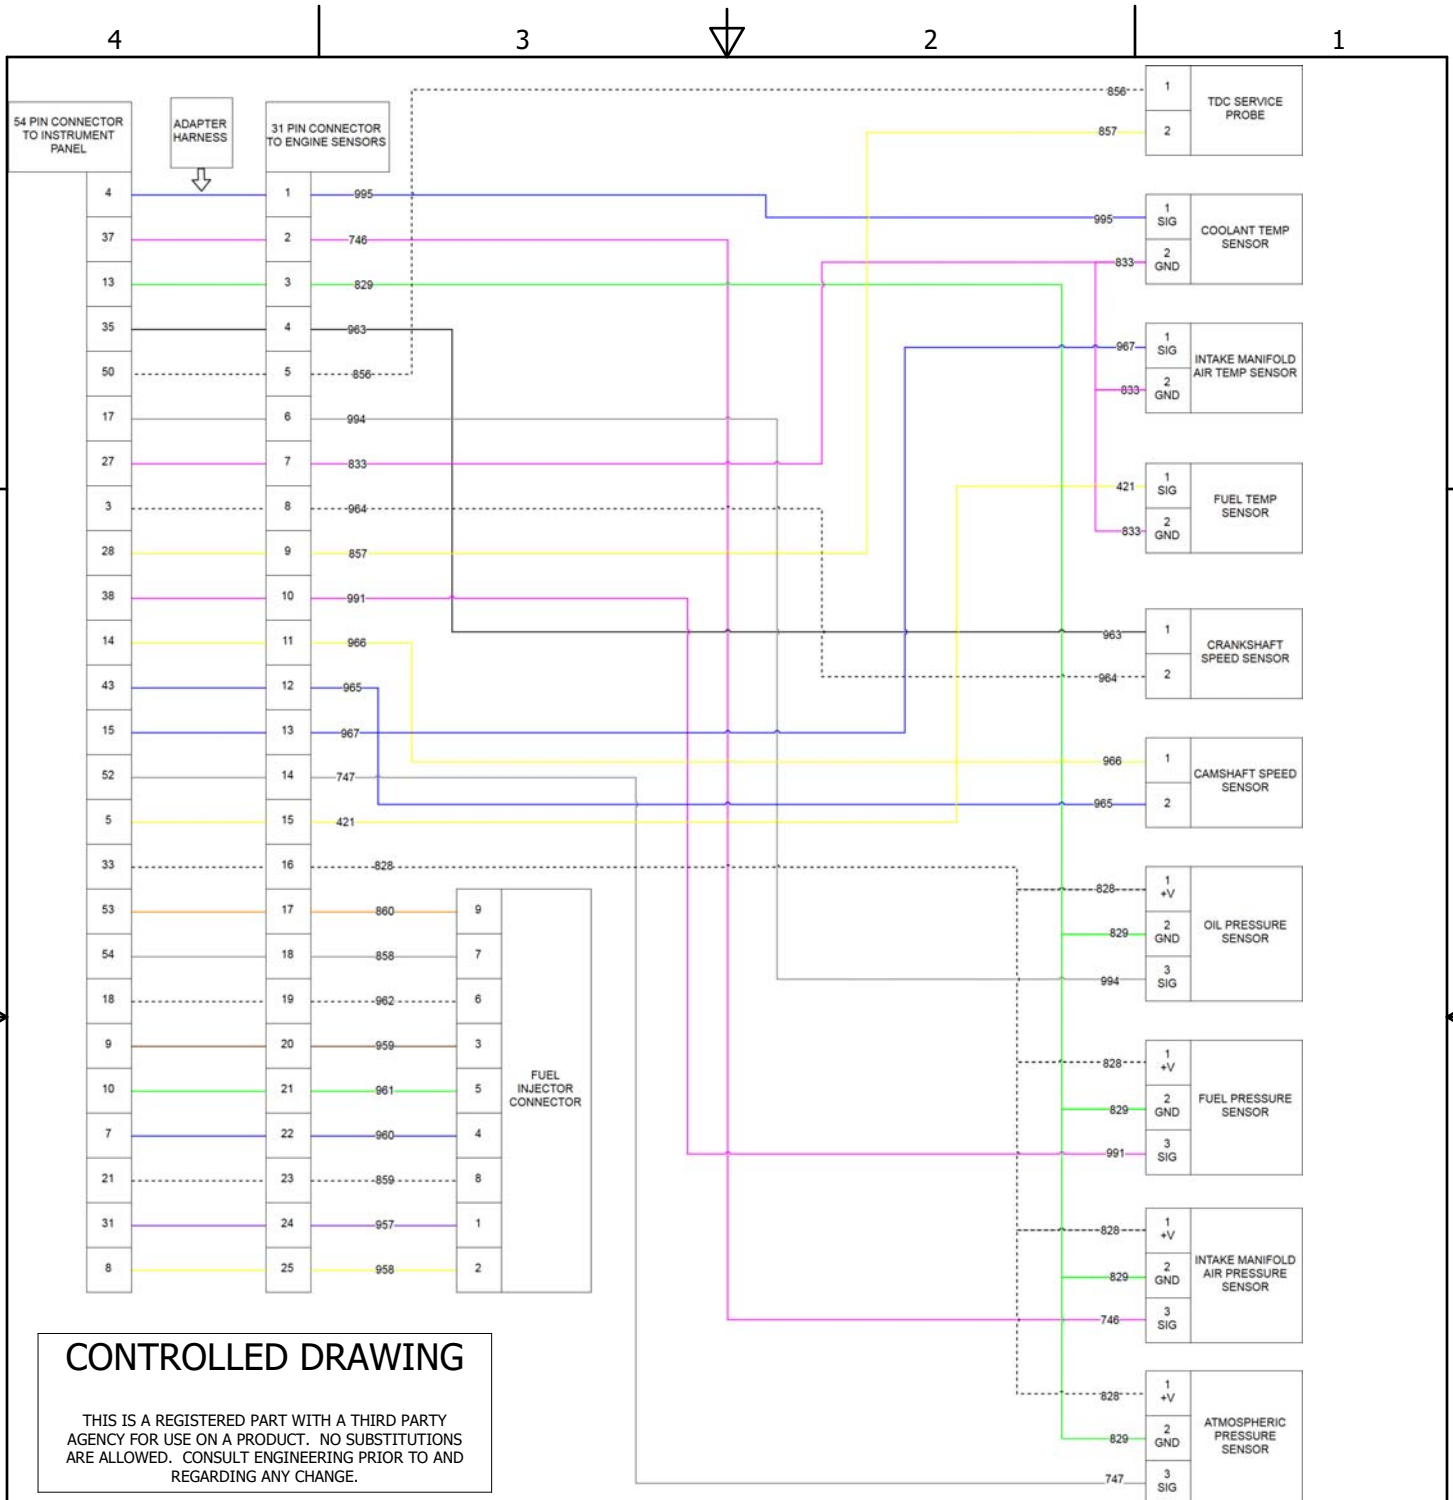 4
3
2
1
54 PIN CONNECTOR
TO INSTRUMENT
PANEL
ADAPTER
HARNESS
31 PIN CONNECTOR
TO ENGINE SENSORS
4
1
995
37
2
746
13
3
829
35
4
963
50
5
856
17
6
994
27
7
833
3
8
964
28
9
857
38
10
991
14
11
966
43
12
965
15
13
967
52
14
747
5
15
421
33
16
828
53
17
860
9
54
18
858
7
18
19
962
6
9
20
959
3
10
21
961
5
7
22
960
4
21
23
859
8
31
24
957
1
8
25
958
2
FUEL
INJECTOR
CONNECTOR
856
1
857
2
TDC SERVICE
PROBE
995
1
SIG
833
2
GND
COOLANT TEMP
SENSOR
967
1
SIG
833
2
GND
INTAKE MANIFOLD
AIR TEMP SENSOR
421
1
SIG
833
2
GND
FUEL TEMP
SENSOR
963
1
964
2
CRANKSHAFT
SPEED SENSOR
966
1
965
2
CAMSHAFT SPEED
SENSOR
828
1
+V
829
2
GND
994
3
SIG
OIL PRESSURE
SENSOR
828
1
+V
829
2
GND
991
3
SIG
FUEL PRESSURE
SENSOR
828
1
+V
829
2
GND
746
3
SIG
INTAKE MANIFOLD
AIR PRESSURE
SENSOR
828
1
+V
829
2
GND
747
3
SIG
ATMOSPHERIC
PRESSURE
SENSOR
CONTROLLED DRAWING
THIS IS A REGISTERED PART WITH A THIRD PARTY
AGENCY FOR USE ON A PRODUCT. NO SUBSTITUTIONS
ARE ALLOWED. CONSULT ENGINEERING PRIOR TO AND
REGARDING ANY CHANGE.